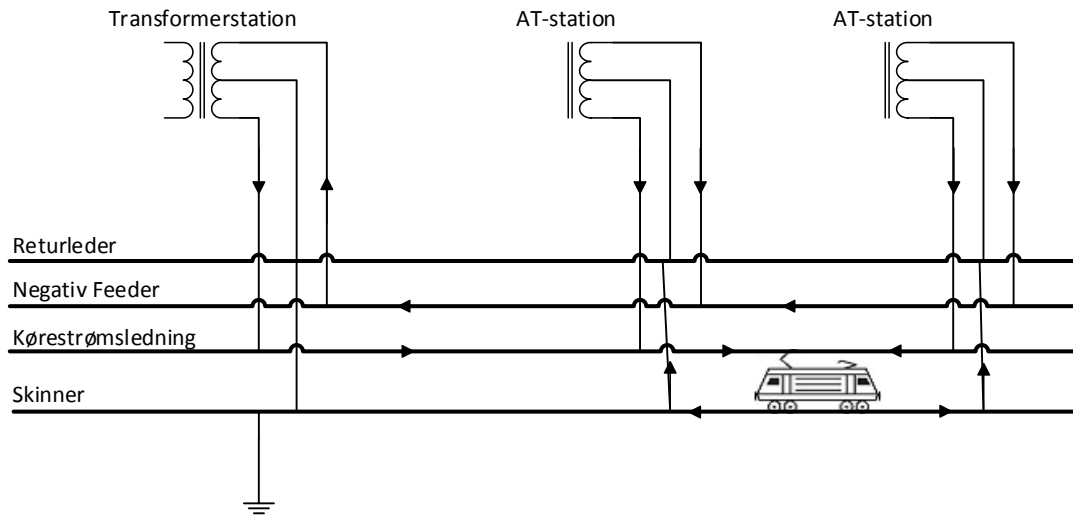 Transformerstation
AT-station
AT-station
Returleder
Negativ Feeder
Kørestrømsledning
Skinner